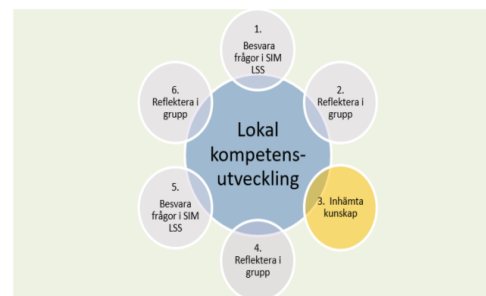 1.
Besvara
frågor i SIM
LSS
2.
Reflektera i
grupp
3. Inhämta
kunskap
4.
Reflektera i
grupp
5.
Besvara
frågor i SIM
LSS
6.
Reflektera i
grupp
Lokal
kompetens-
utveckling